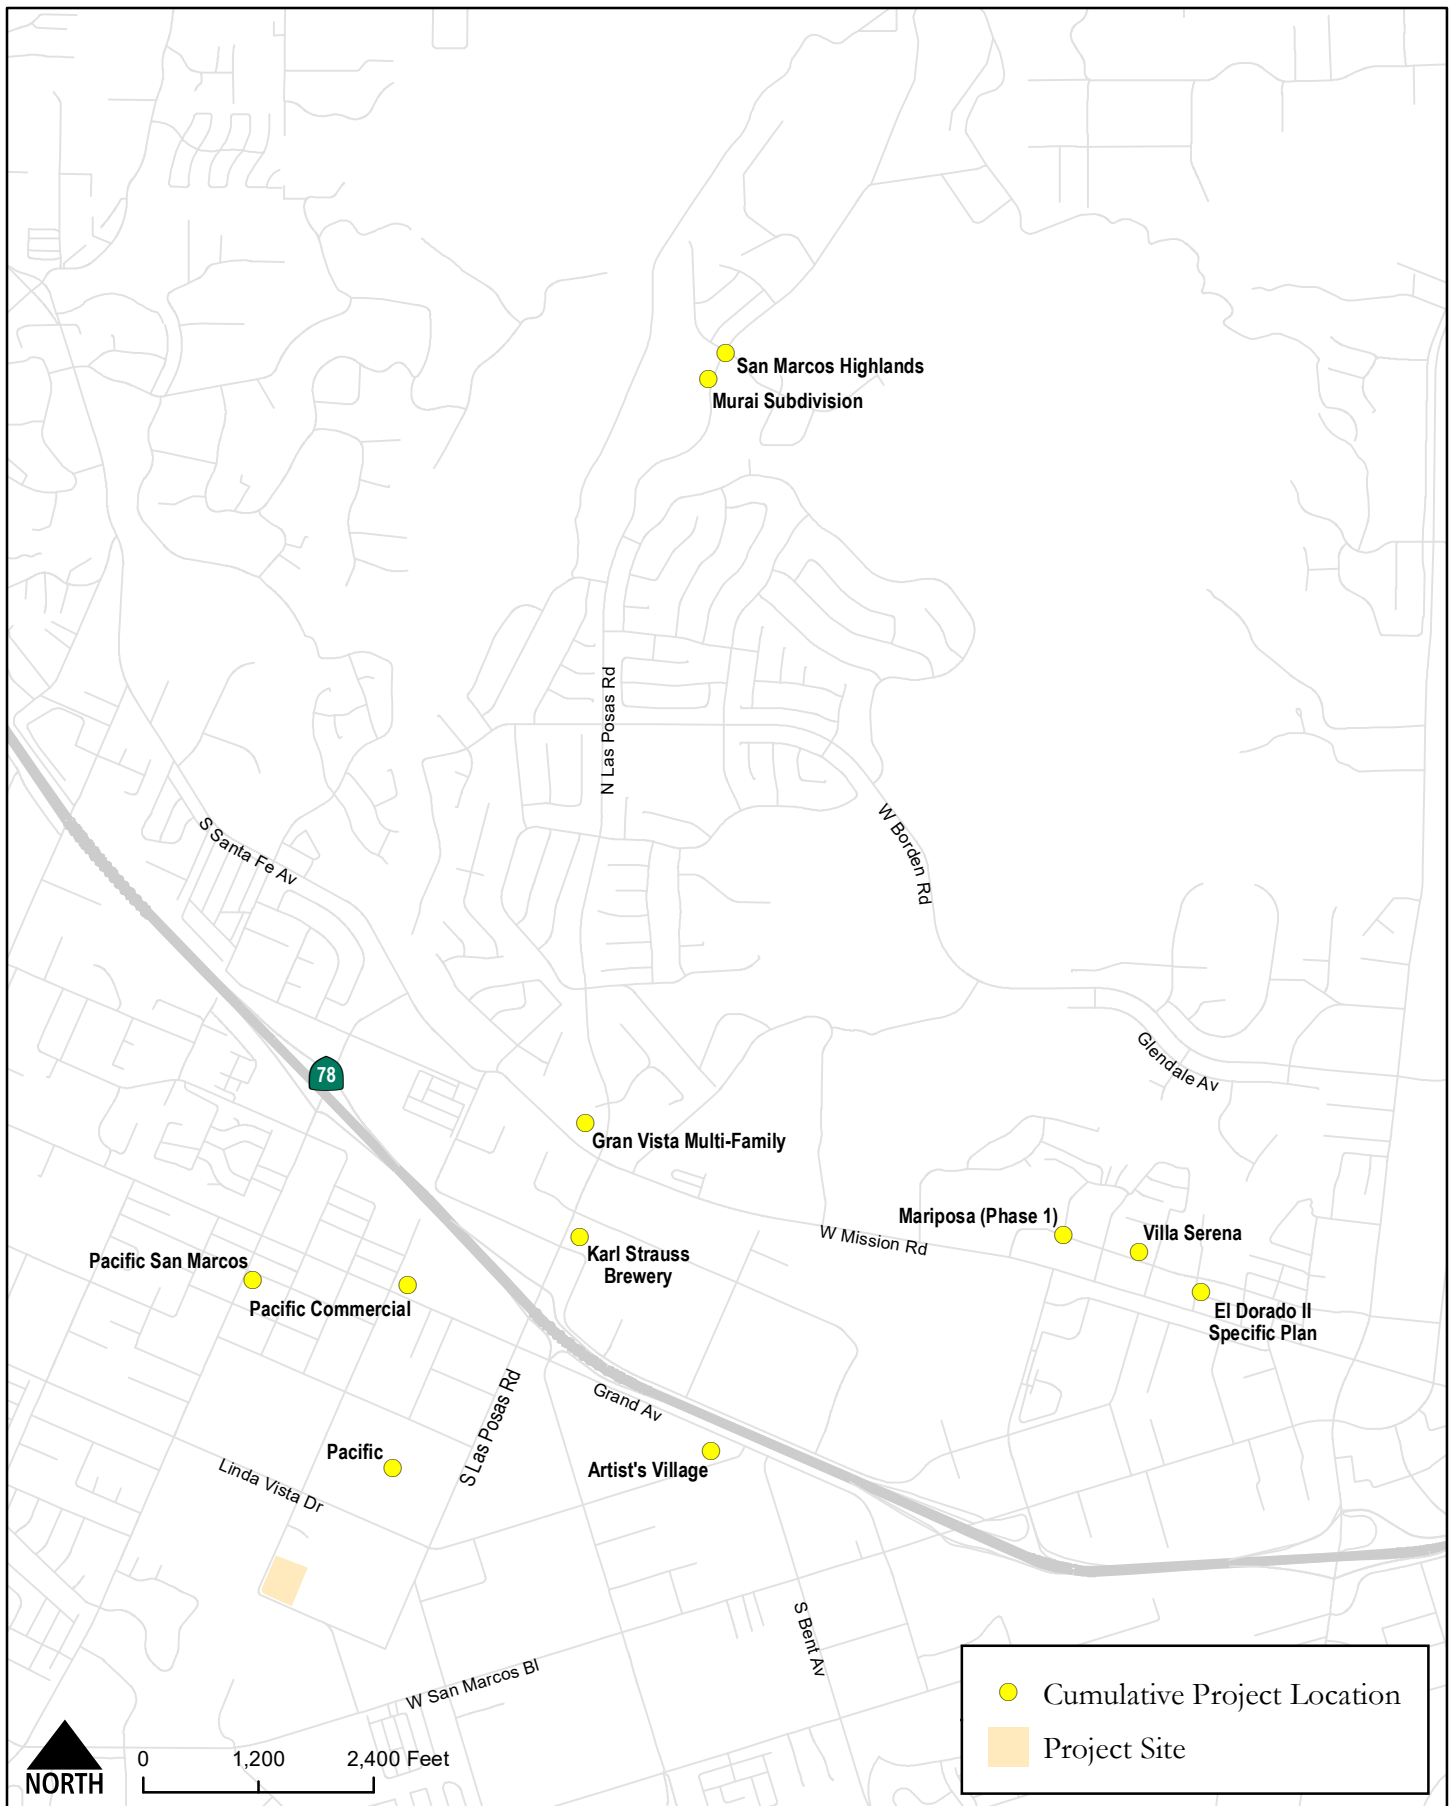 San Marcos Highlands
Murai Subdivision
N Las Posas Rd
W Borden Rd
S Santa Fe Av
Glendale Av
78
Gran Vista Multi-Family
Maripose (Phase 1)
W Mission Rd
Villa Serena
Karl Strauss
Brewery
Pacific San Marcos
Pacific Commercial
El Dorado II
Specific Plan
S Las Posas Rd
Grand Av
Pacific
Artist's Village
Linda Vista Dr
S Bent Av
W San Marcos Bl
Cumulative Project Location
Project Site
NORTH
0 1,200 2,400 Feet